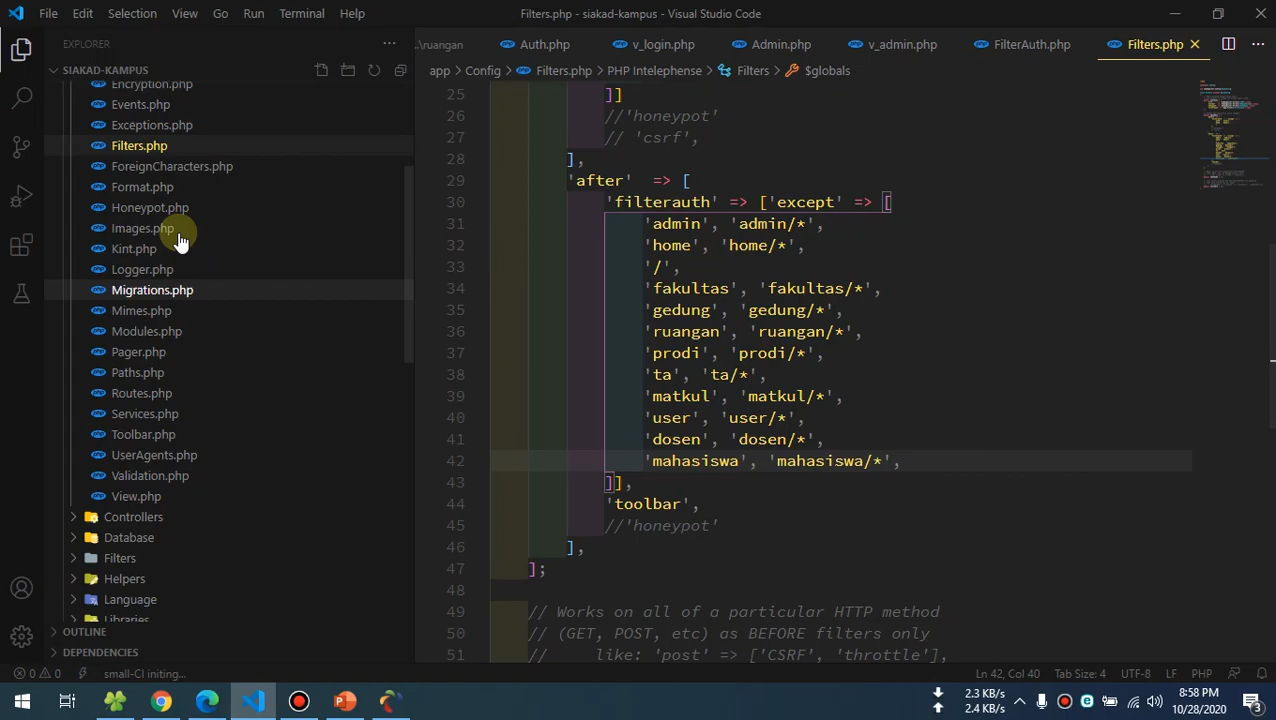 File Edit Selection View Go Run Terminal Help
Filters.php - siakad-kampus - Visual Studio Code
EXPLORER
SIAKAD-KAMPUS
Encryption.php
Events.php
Exceptions.php
Filters.php
ForeignCharacters.php
Format.php
Honeypot.php
Images.php
Kint.php
Logger.php
Migrations.php
Mimes.php
Modules.php
Pager.php
Paths.php
Routes.php
Services.php
Toolbar.php
UserAgents.php
Validation.php
View.php
Controllers
Database
Filters
Helpers
Language
Libraries
OUTLINE
DEPENDENCIES
..\ruangan Auth.php v_login.php Admin.php v_admin.php FilterAuth.php Filters.php
app > Config > Filters.php > PHP Intelephense > Filters > $globals
25 ]]
26 //'honeypot'
27 // 'csrf',
28 ],
29 'after' => [
30 'filterauth' => ['except' => [
31 'admin', 'admin/*',
32 'home', 'home/*',
33 '/',
34 'fakultas', 'fakultas/*',
35 'gedung', 'gedung/*',
36 'ruangan', 'ruangan/*',
37 'prodi', 'prodi/*',
38 'ta', 'ta/*',
39 'matkul', 'matkul/*',
40 'user', 'user/*',
41 'dosen', 'dosen/*',
42 'mahasiswa', 'mahasiswa/*',
43 ]],
44 'toolbar',
45 //'honeypot'
46 ],
47 ];
48
49 // Works on all of a particular HTTP method
50 // (GET, POST, etc) as BEFORE filters only
51 // like: 'post' => ['CSRF', 'throttle'],
0 0 small-CI initing... Ln 42, Col 40 Tab Size: 4 UTF-8 LF PHP
2.3 KB/s
2.4 KB/s
8:58 PM
10/28/2020
3